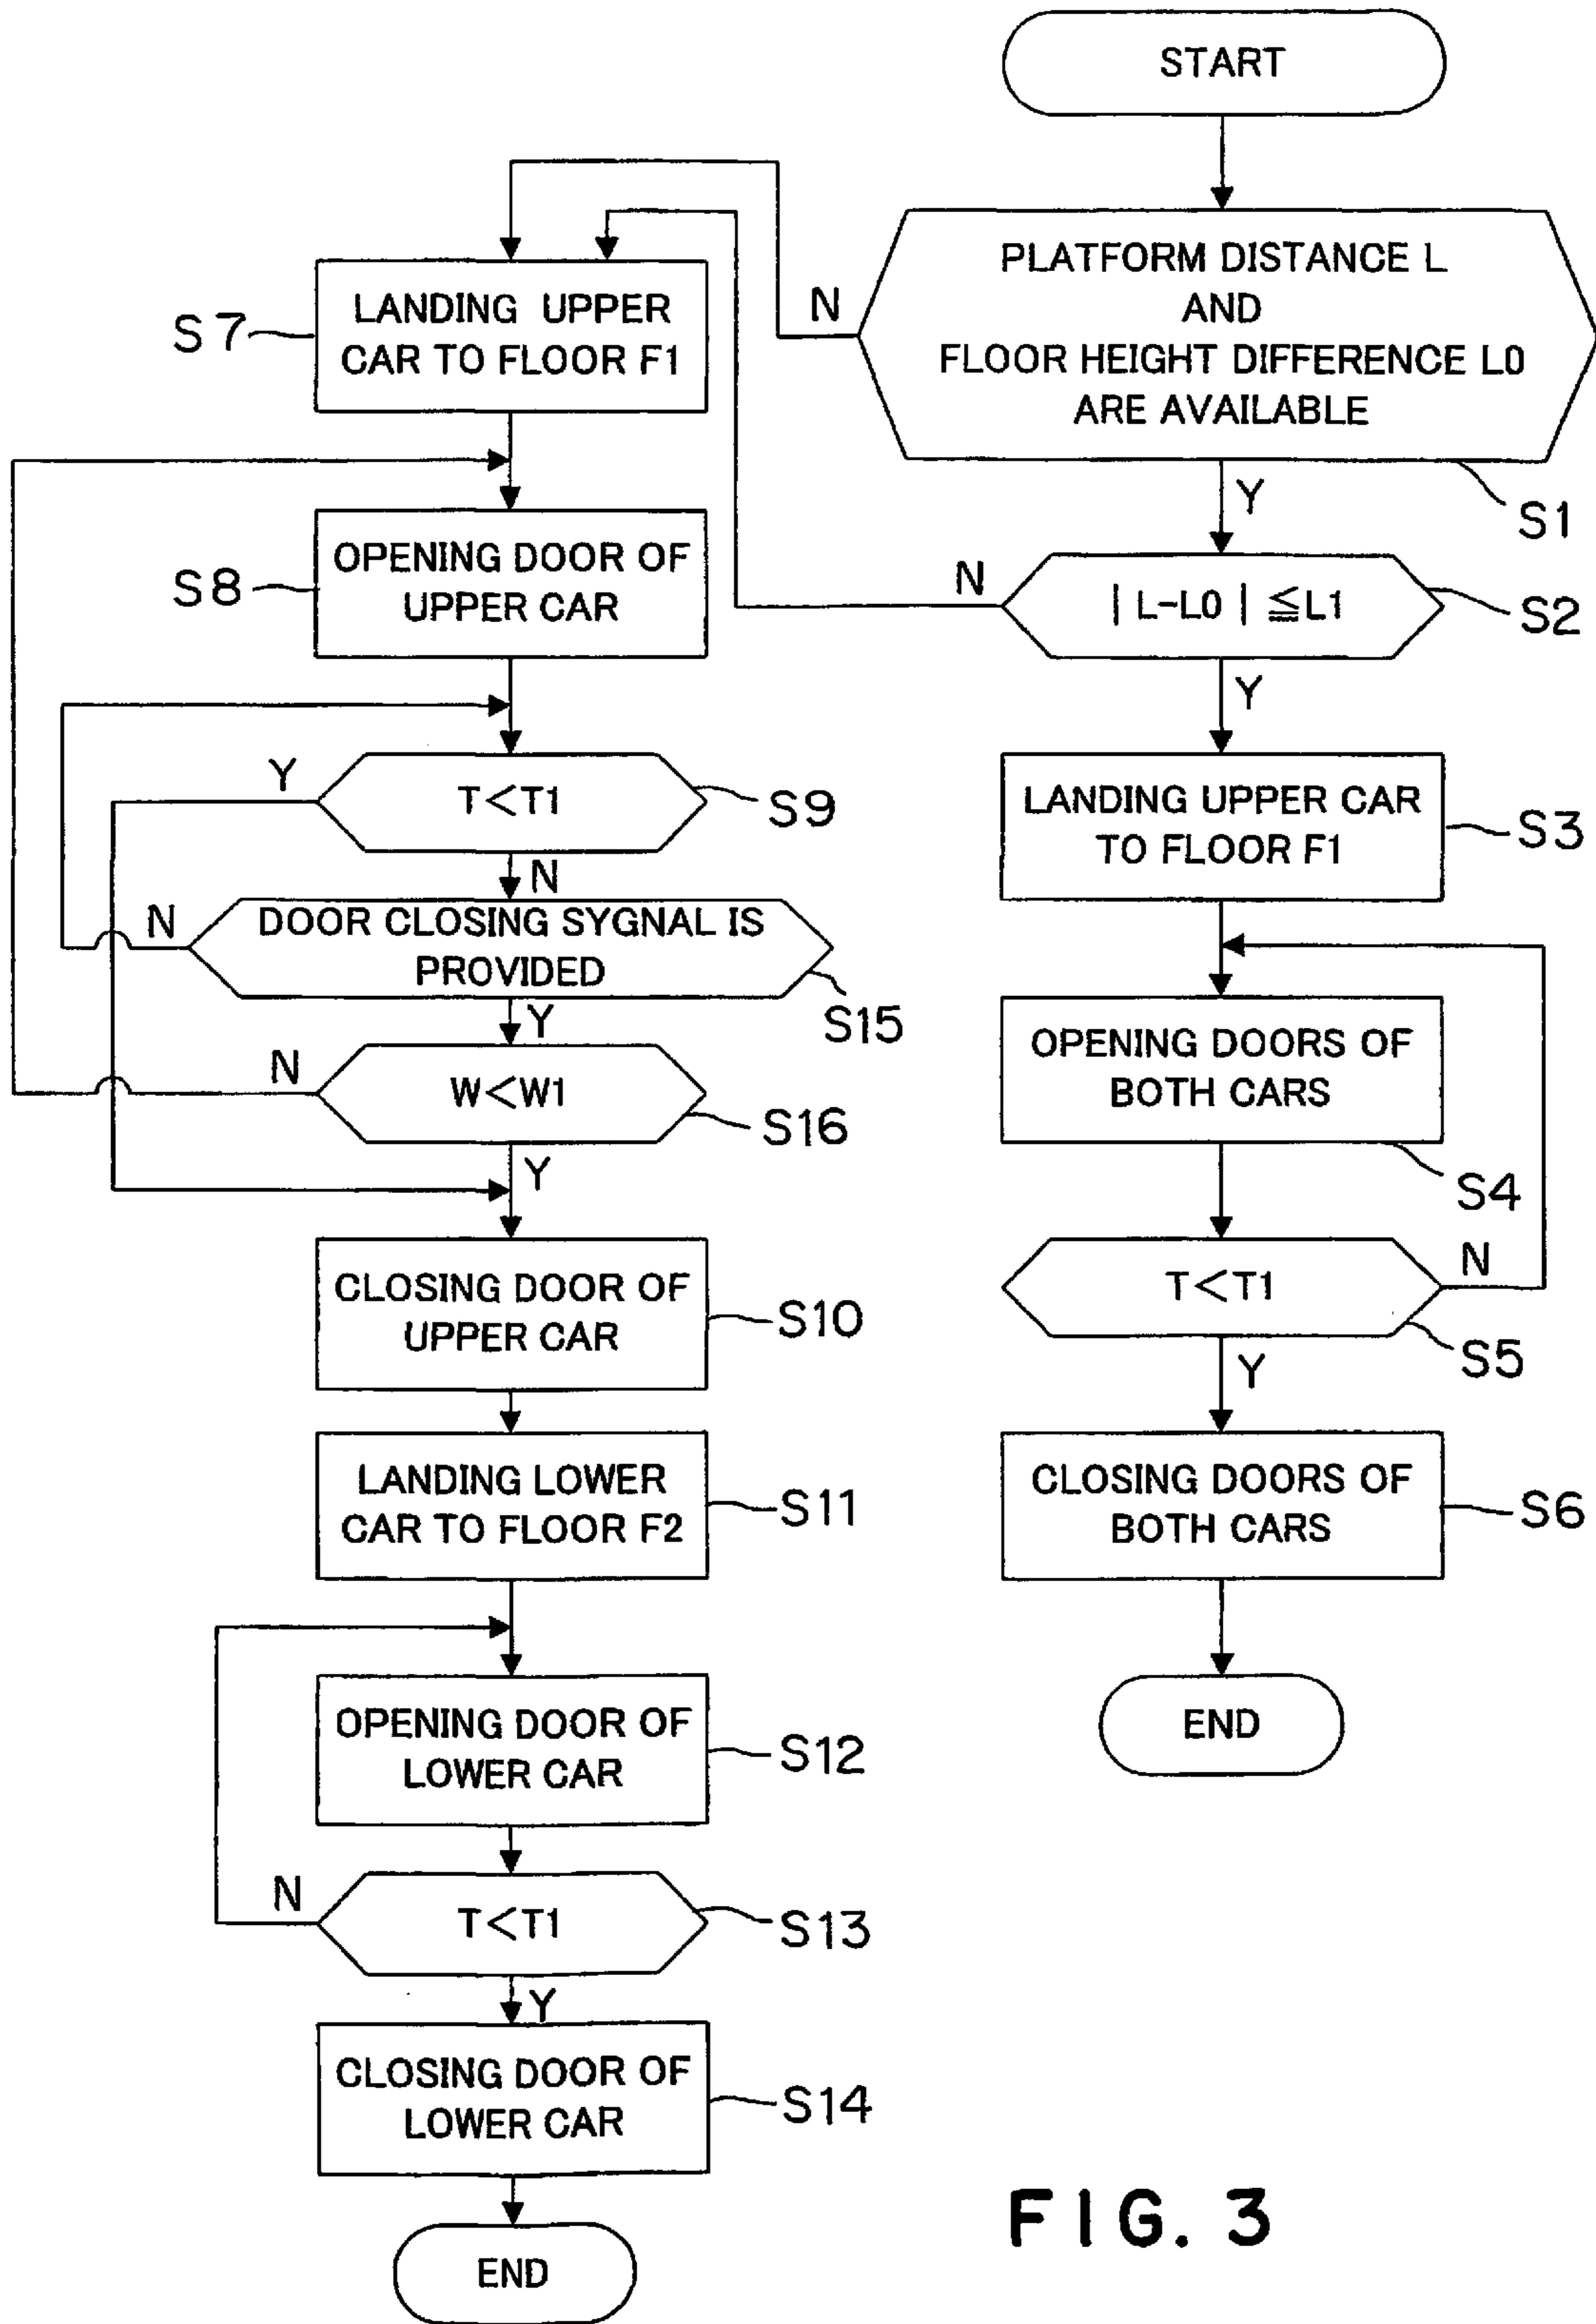 START
PLATFORM DISTANCE L
AND
FLOOR HEIGHT DIFFERENCE L0
ARE AVAILABLE
N
Y
S1
| L-L0 | ≦L1
N
Y
S2
LANDING UPPER CAR
TO FLOOR F1
S3
OPENING DOORS OF
BOTH CARS
S4
T<T1
N
Y
S5
CLOSING DOORS OF
BOTH CARS
S6
END
S7
LANDING UPPER
CAR TO FLOOR F1
S8
OPENING DOOR OF
UPPER CAR
Y
T<T1
S9
N
N
DOOR CLOSING SYGNAL IS
PROVIDED
S15
Y
N
W<W1
S16
Y
CLOSING DOOR OF
UPPER CAR
S10
LANDING LOWER
CAR TO FLOOR F2
S11
OPENING DOOR OF
LOWER CAR
S12
N
T<T1
S13
Y
CLOSING DOOR OF
LOWER CAR
S14
END
FIG. 3